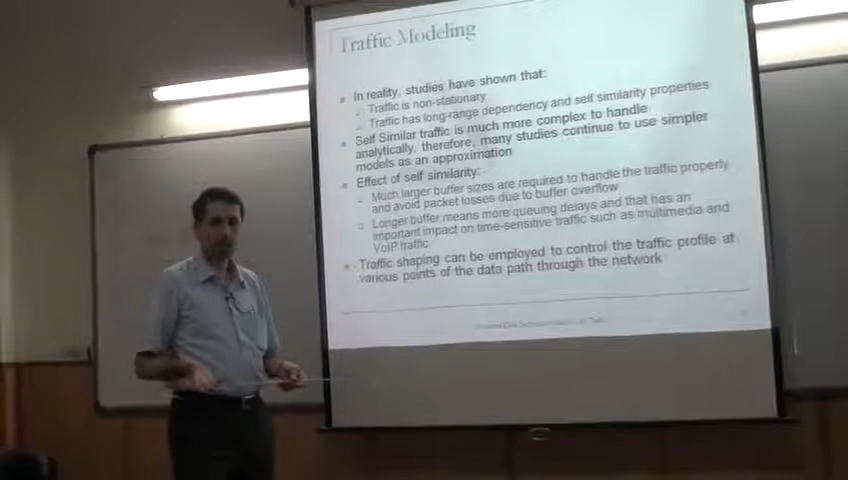 Traffic Modeling
In reality, studies have shown that:
Traffic is non-stationary
Traffic has long-range dependency and self similarity properties
Self Similar traffic is much more complex to handle
analytically, therefore, many studies continue to use simpler
models as an approximation
Effect of self similarity:
Much larger buffer sizes are required to handle the traffic properly
and avoid packet losses due to buffer overflow
Longer buffer means more queuing delays and that has an
important impact on time-sensitive traffic such as multimedia and
VoIP traffic
Traffic shaping can be employed to control the traffic profile at
various points of the data path through the network